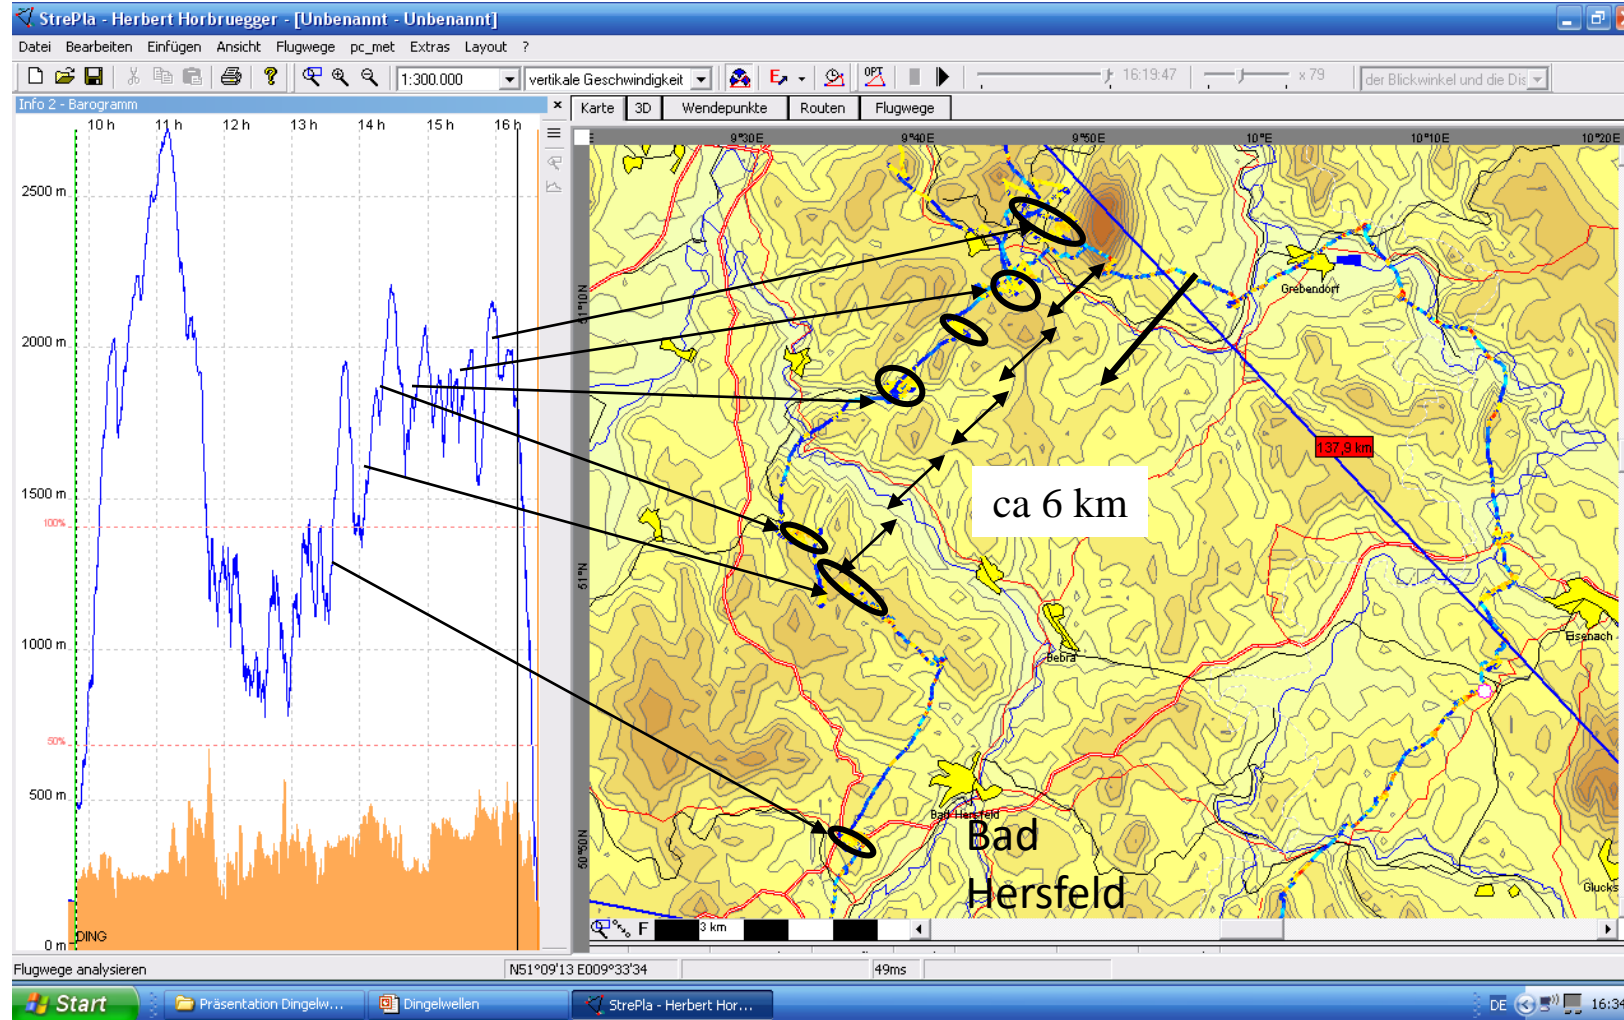 StrePla - Herbert Horbruegger - [Unbenannt - Unbenannt]
Datei Bearbeiten Einfügen Ansicht Flugwege pc_met Extras Layout ?
1:300.000 vertikale Geschwindigkeit E OPT 16:19:47 x 79 der Blickwinkel und die Dis
Info 2 - Barogramm
Karte 3D Wendepunkte Routen Flugwege
10 h 11 h 12 h 13 h 14 h 15 h 16 h
9°30E 9°40E 9°50E 10°E 10°10E 10°20E
2500 m
2000 m
1500 m
100%
1000 m
50%
500 m
0 m
DING
51°N
50°50N
Grebendorf
137,9 km
ca 6 km
Eisenach
Bebra
Bad Hersfeld
Bad
Hersfeld
Glucks
F 3 km
Flugwege analysieren N51°09'13 E009°33'34 49ms
Start Präsentation Dingelw... Dingelwellen StrePla - Herbert Hor... DE 16:34